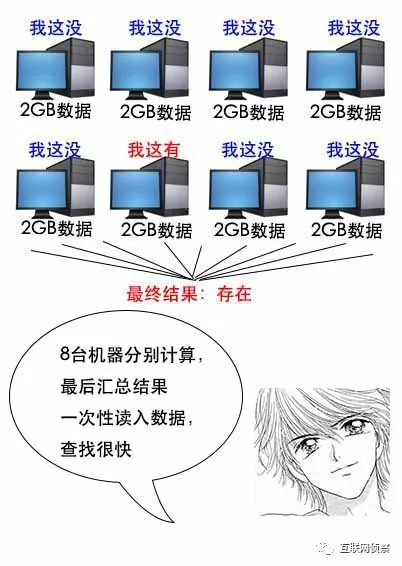 我这没 我这没 我这没 我这没
2GB数据 2GB数据 2GB数据 2GB数据
我这没 我这有 我这没 我这没
2GB数据 2GB数据 2GB数据 2GB数据
最终结果：存在
8台机器分别计算，
最后汇总结果
一次性读入数据，
查找很快
互联网侦察